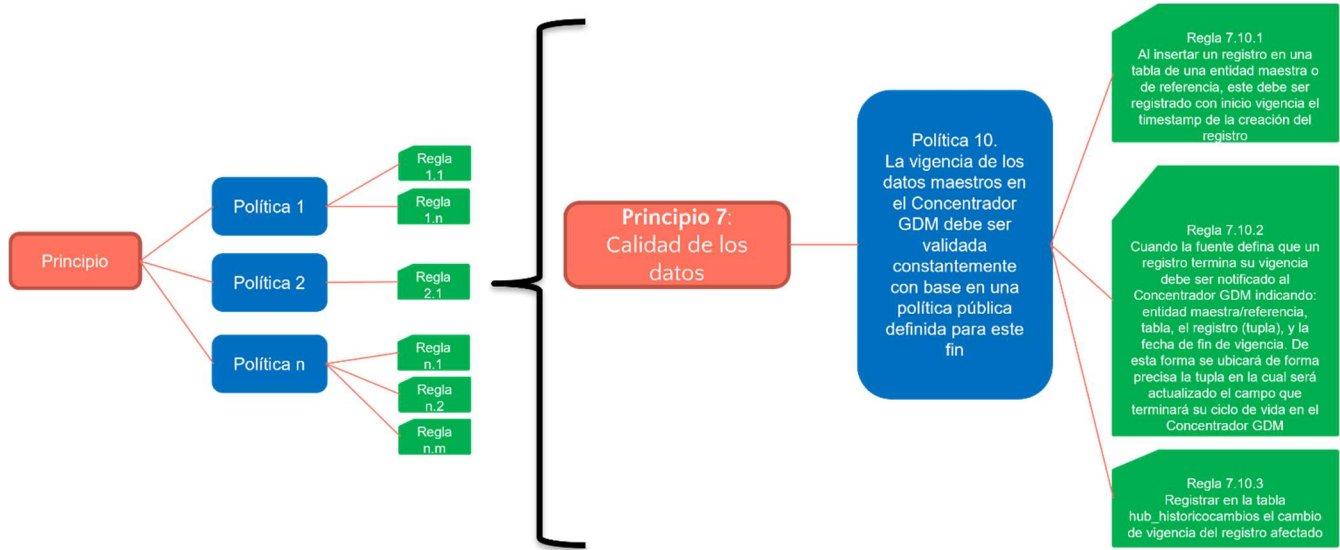 Principio
Política 1
Política 2
Política n
Regla
1.1
Regla
1.n
Regla
2.1
Regla
n.1
Regla
n.2
Regla
n.m
Principio 7:
Calidad de los
datos
Política 10.
La vigencia de los
datos maestros en
el Concentrador
GDM debe ser
validada
constantemente
con base en una
política pública
definida para este
fin
Regla 7.10.1
Al insertar un registro en una
tabla de una entidad maestra o
de referencia, este debe ser
registrado con inicio vigencia el
timestamp de la creación del
registro
Regla 7.10.2
Cuando la fuente defina que un
registro termina su vigencia
debe ser notificado al
Concentrador GDM indicando:
entidad maestra/referencia,
tabla, el registro (tupla), y la
fecha de fin de vigencia. De
esta forma se ubicará de forma
precisa la tupla en la cual será
actualizado el campo que
terminará su ciclo de vida en el
Concentrador GDM
Regla 7.10.3
Registrar en la tabla
hub_historicocambios el cambio
de vigencia del registro afectado